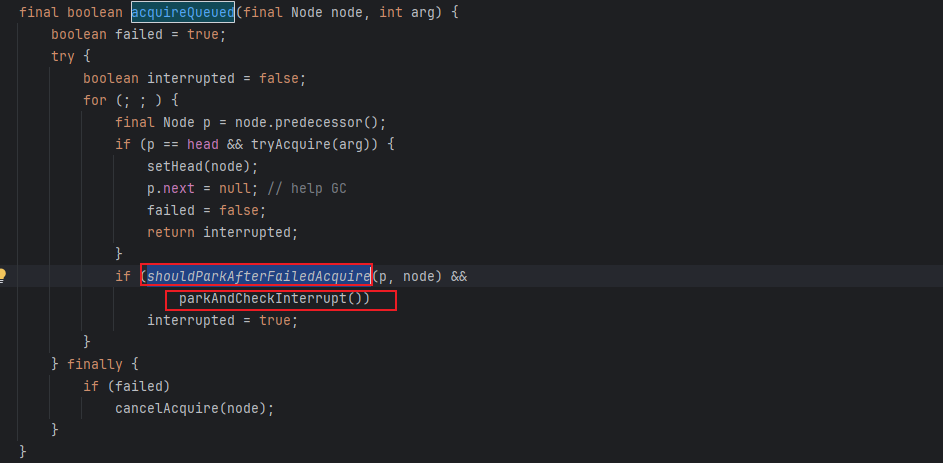 final boolean acquireQueued(final Node node, int arg) {
    boolean failed = true;
    try {
        boolean interrupted = false;
        for (; ; ) {
            final Node p = node.predecessor();
            if (p == head && tryAcquire(arg)) {
                setHead(node);
                p.next = null; // help GC
                failed = false;
                return interrupted;
            }
            if (shouldParkAfterFailedAcquire(p, node) &&
                    parkAndCheckInterrupt())
                interrupted = true;
        }
    } finally {
        if (failed)
            cancelAcquire(node);
    }
}